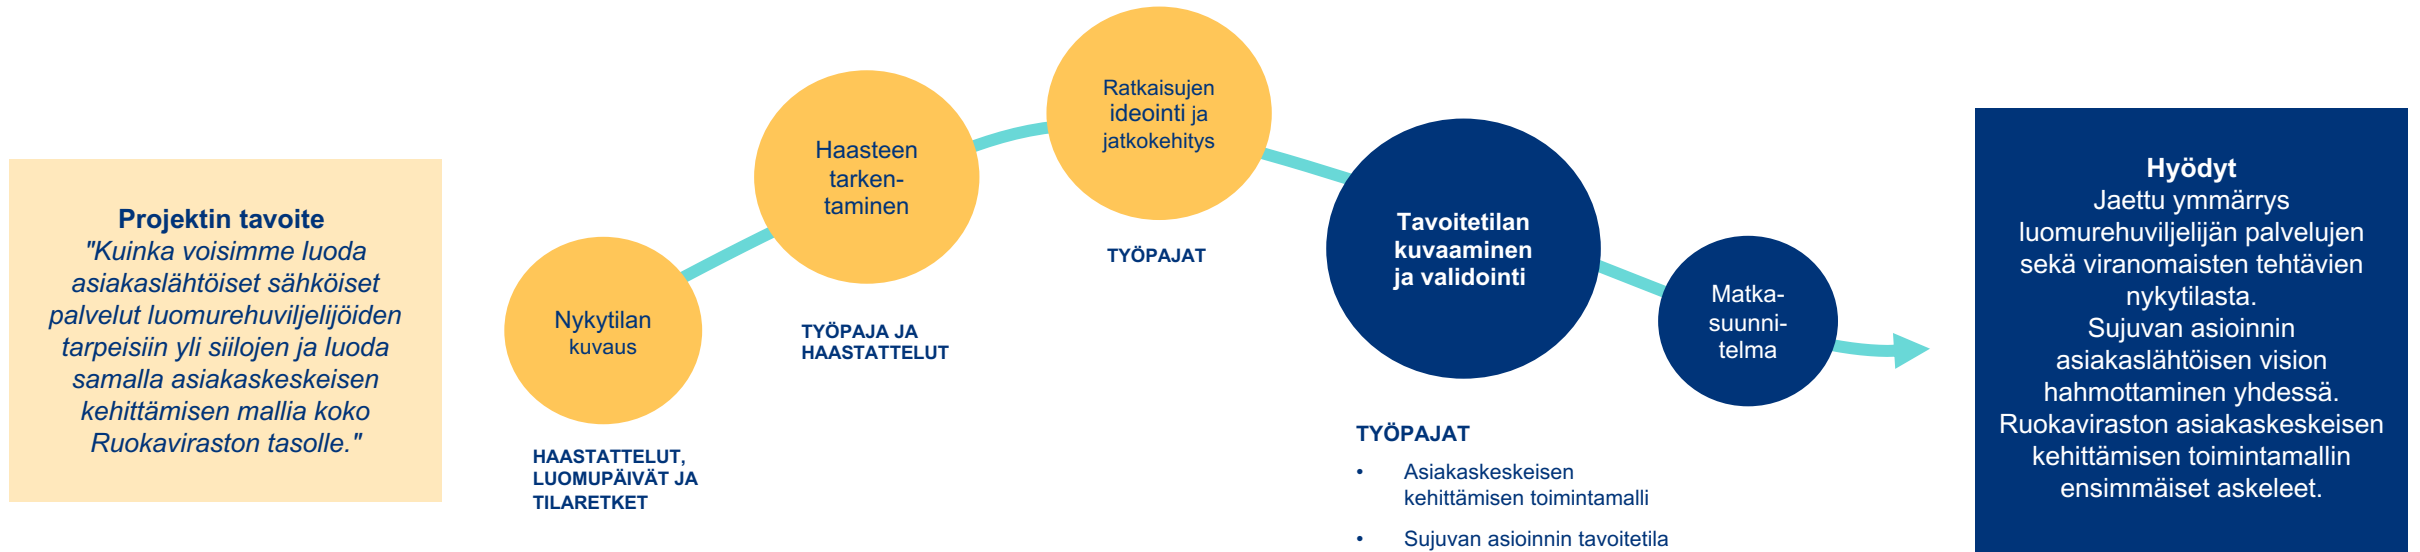 Projektin tavoite
"Kuinka voisimme luoda
asiakaslähtöiset sähköiset
palvelut luomurehuviljelijöiden
tarpeisiin yli siilojen ja luoda
samalla asiakaskeskeisen
kehittämisen mallia koko
Ruokaviraston tasolle."
Nykytilan
kuvaus
HAASTATTELUT,
LUOMUPÄIVÄT JA
TILARETKET
Haasteen
tarken-
taminen
TYÖPAJA JA
HAASTATTELUT
Ratkaisujen
ideointi ja
jatkokehitys
TYÖPAJAT
Tavoitetilan
kuvaaminen
ja validointi
TYÖPAJAT
• Asiakaskeskeisen
kehittämisen toimintamalli
• Sujuvan asioinnin tavoitetila
Matka-
suunni-
telma
Hyödyt
Jaettu ymmärrys
luomurehuviljelijän palvelujen
sekä viranomaisten tehtävien
nykytilasta.
Sujuvan asioinnin
asiakaslähtöisen vision
hahmottaminen yhdessä.
Ruokaviraston asiakaskeskeisen
kehittämisen toimintamallin
ensimmäiset askeleet.